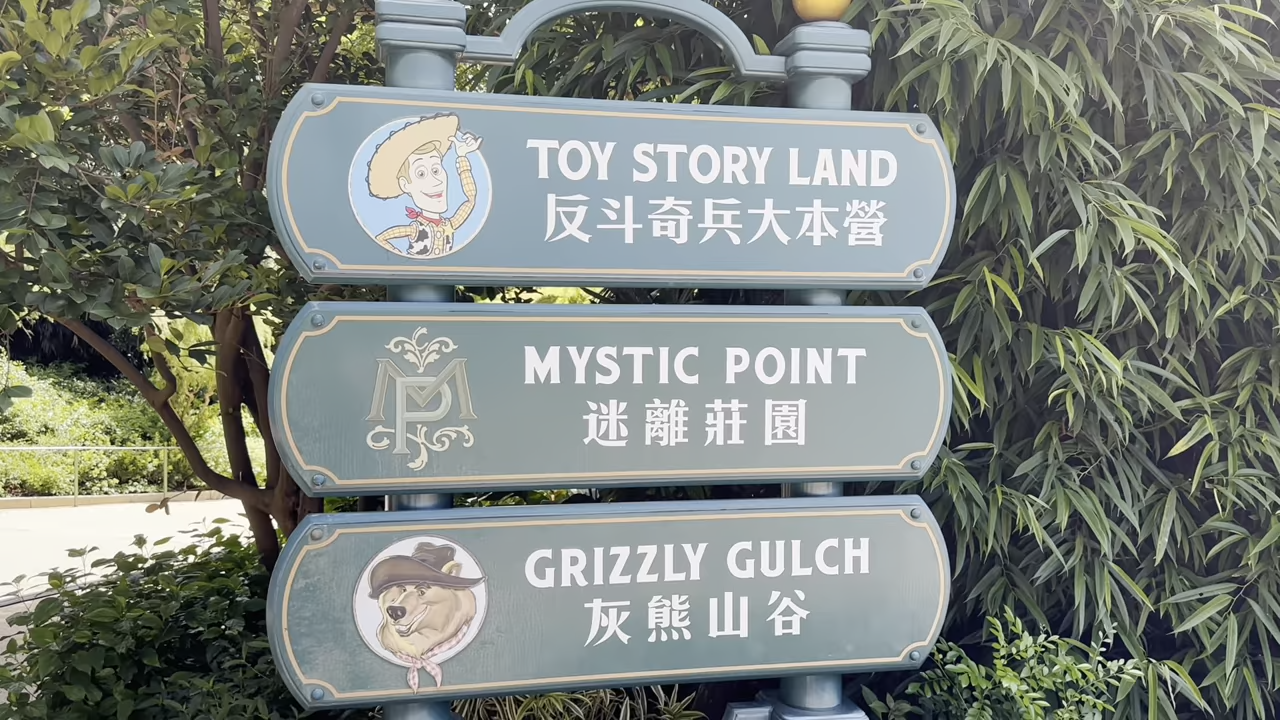 TOY STORY LAND
反斗奇兵大本營
MP
MYSTIC POINT
迷離莊園
GRIZZLY GULCH
灰熊山谷